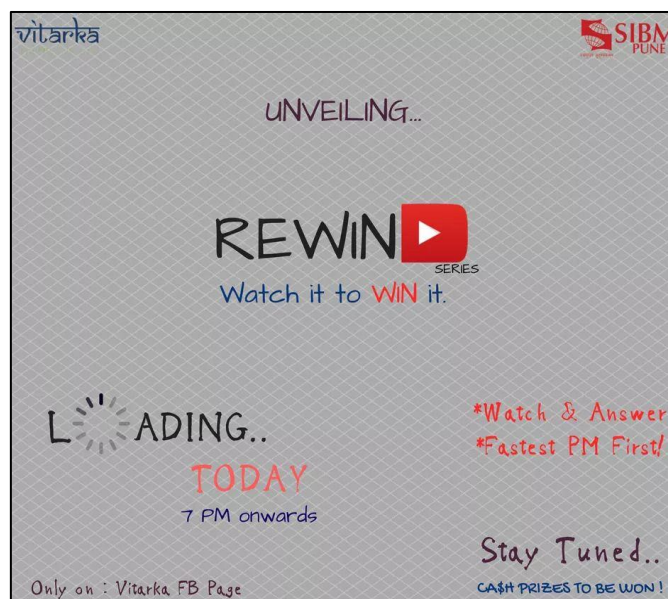 vitarka
SIBM
PUNE
UNVEILING...
REWIN
SERIES
Watch it to WIN it.
L ADING..
*Watch & Answer
*Fastest PM First!
TODAY
7 PM onwards
Stay Tuned..
Only on : Vitarka FB Page
CA$H PRIZES TO BE WON !